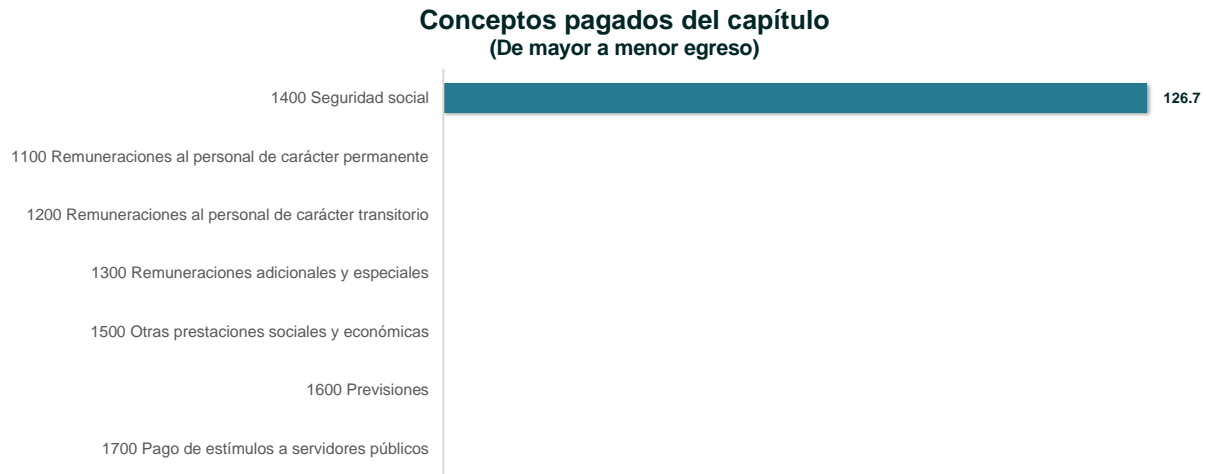 Conceptos pagados del capítulo
(De mayor a menor egreso)
1400 Seguridad social
126.7
1100 Remuneraciones al personal de carácter permanente
1200 Remuneraciones al personal de carácter transitorio
1300 Remuneraciones adicionales y especiales
1500 Otras prestaciones sociales y económicas
1600 Previsiones
1700 Pago de estímulos a servidores públicos